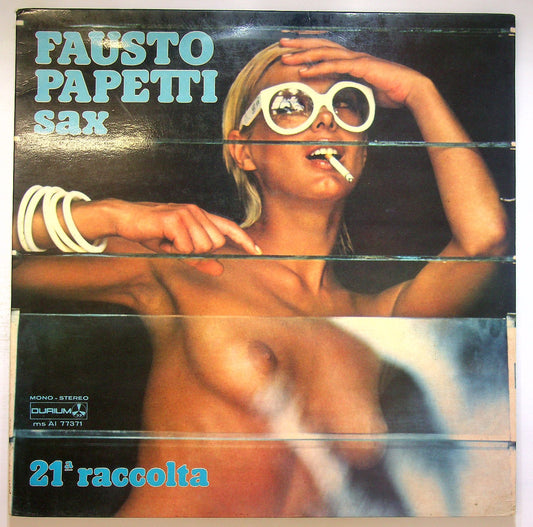 FAUSTO
PAPETTI
sax
MONO - STEREO
DURIUM
ms AI 77371
21ª raccolta